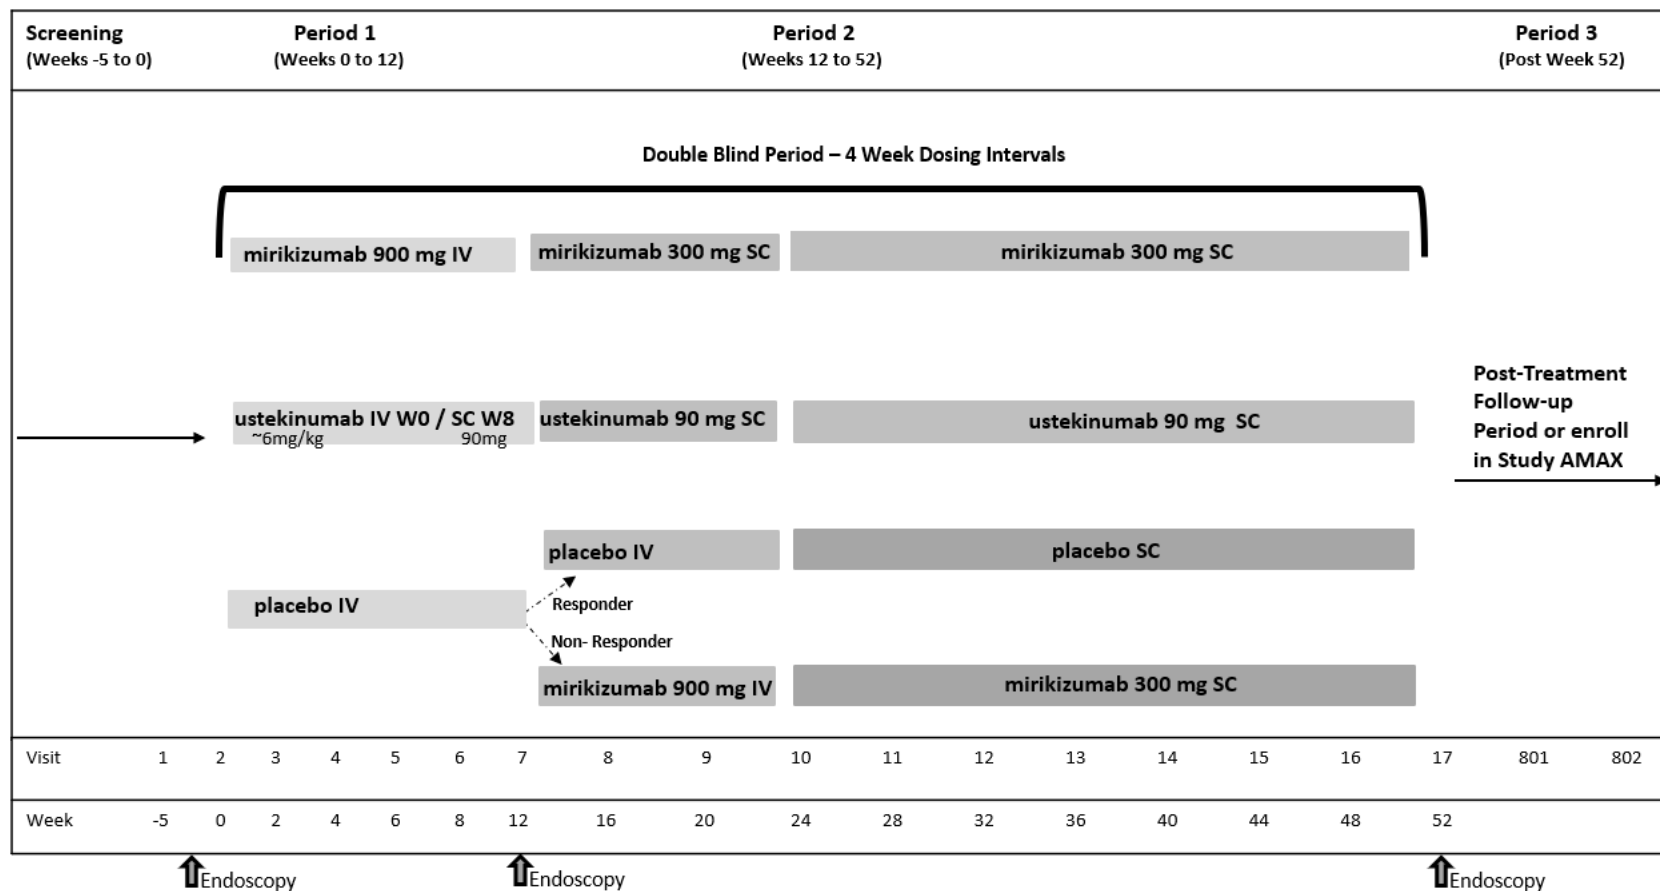 Screening Period 1 Period 2 Period 3
(Weeks -5 to 0) (Weeks 0 to 12) (Weeks 12 to 52) (Post Week 52)
Double Blind Period – 4 Week Dosing Intervals
mirikizumab 900 mg IV mirikizumab 300 mg SC mirikizumab 300 mg SC
ustekinumab IV W0 / SC W8 ustekinumab 90 mg SC ustekinumab 90 mg SC
~6mg/kg 90mg
Post-Treatment
Follow-up
Period or enroll
in Study AMAX
placebo IV placebo SC
placebo IV
Responder
Non- Responder
mirikizumab 900 mg IV mirikizumab 300 mg SC
Visit 1 2 3 4 5 6 7 8 9 10 11 12 13 14 15 16 17 801 802
Week -5 0 2 4 6 8 12 16 20 24 28 32 36 40 44 48 52
Endoscopy Endoscopy Endoscopy